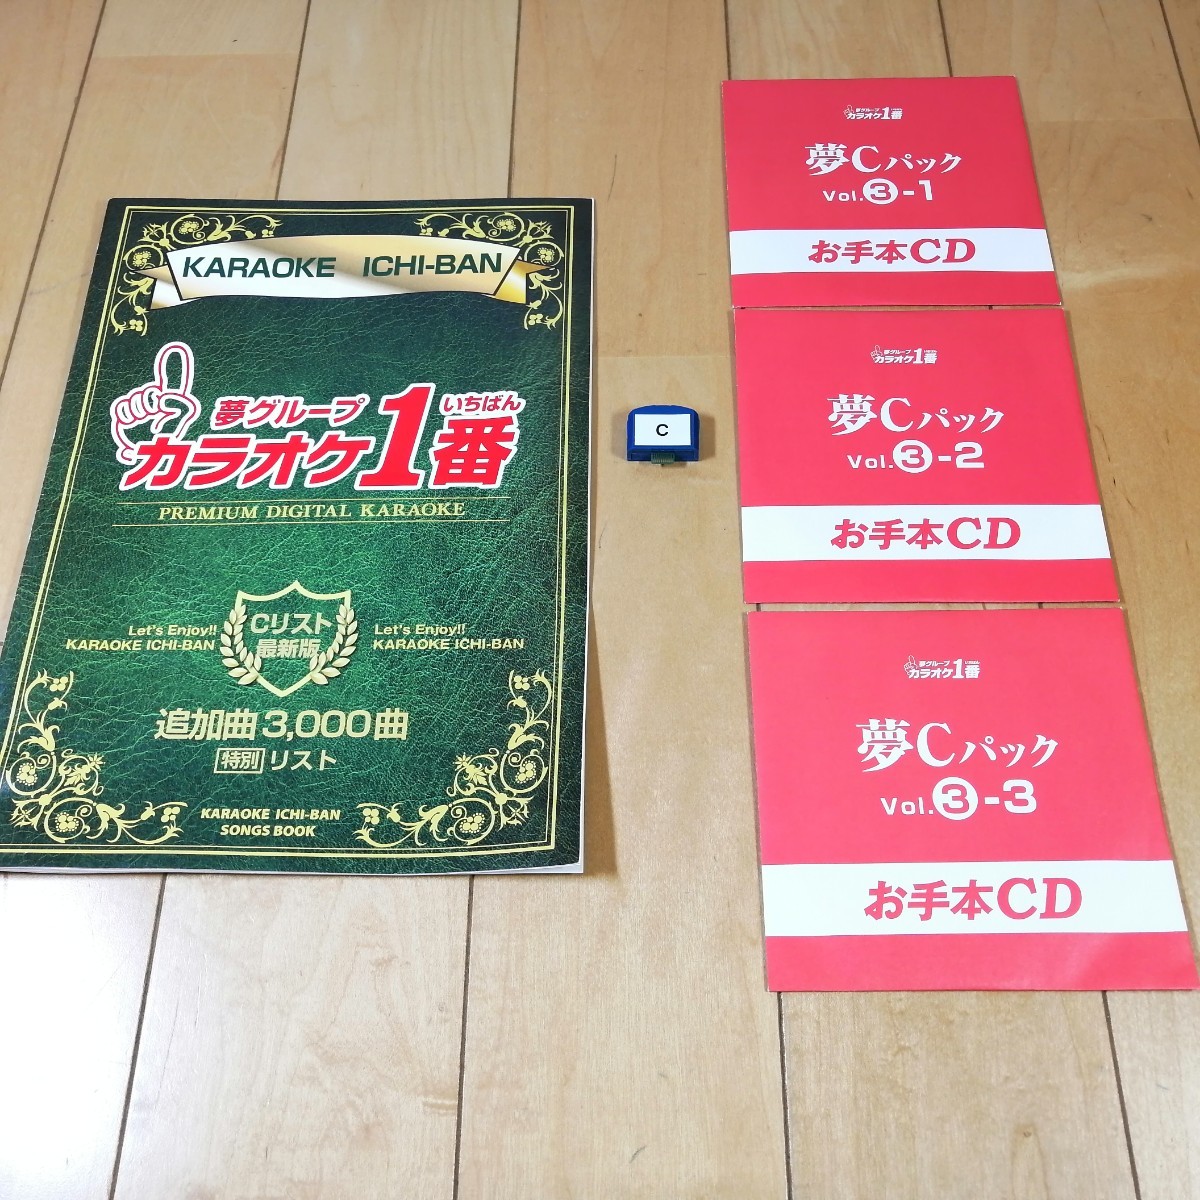 KARAOKE ICHI-BAN
夢グループ
いちばん
カラオケ1番
PREMIUM DIGITAL KARAOKE
Let's Enjoy!!
KARAOKE ICHI-BAN
Cリスト
最新版
Let's Enjoy!!
KARAOKE ICHI-BAN
追加曲 3,000曲
特別 リスト
KARAOKE ICHI-BAN
SONGS BOOK
C
夢グループ
カラオケ1番
夢Cパック
Vol.③-1
お手本CD
夢グループ
カラオケ1番
夢Cパック
Vol.③-2
お手本CD
夢グループ
カラオケ1番
夢Cパック
Vol.③-3
お手本CD